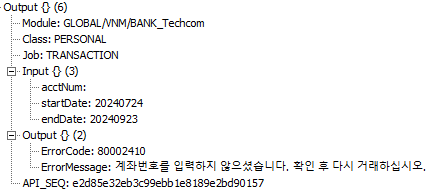 Output {} (6)
Module: GLOBAL/VNM/BANK_Techcom
Class: PERSONAL
Job: TRANSACTION
Input {} (3)
acctNum:
startDate: 20240724
endDate: 20240923
Output {} (2)
ErrorCode: 80002410
ErrorMessage: 계좌번호를 입력하지 않으셨습니다. 확인 후 다시 거래하십시오.
API_SEQ: e2d85e32eb3c99ebb1e8189e2bd90157